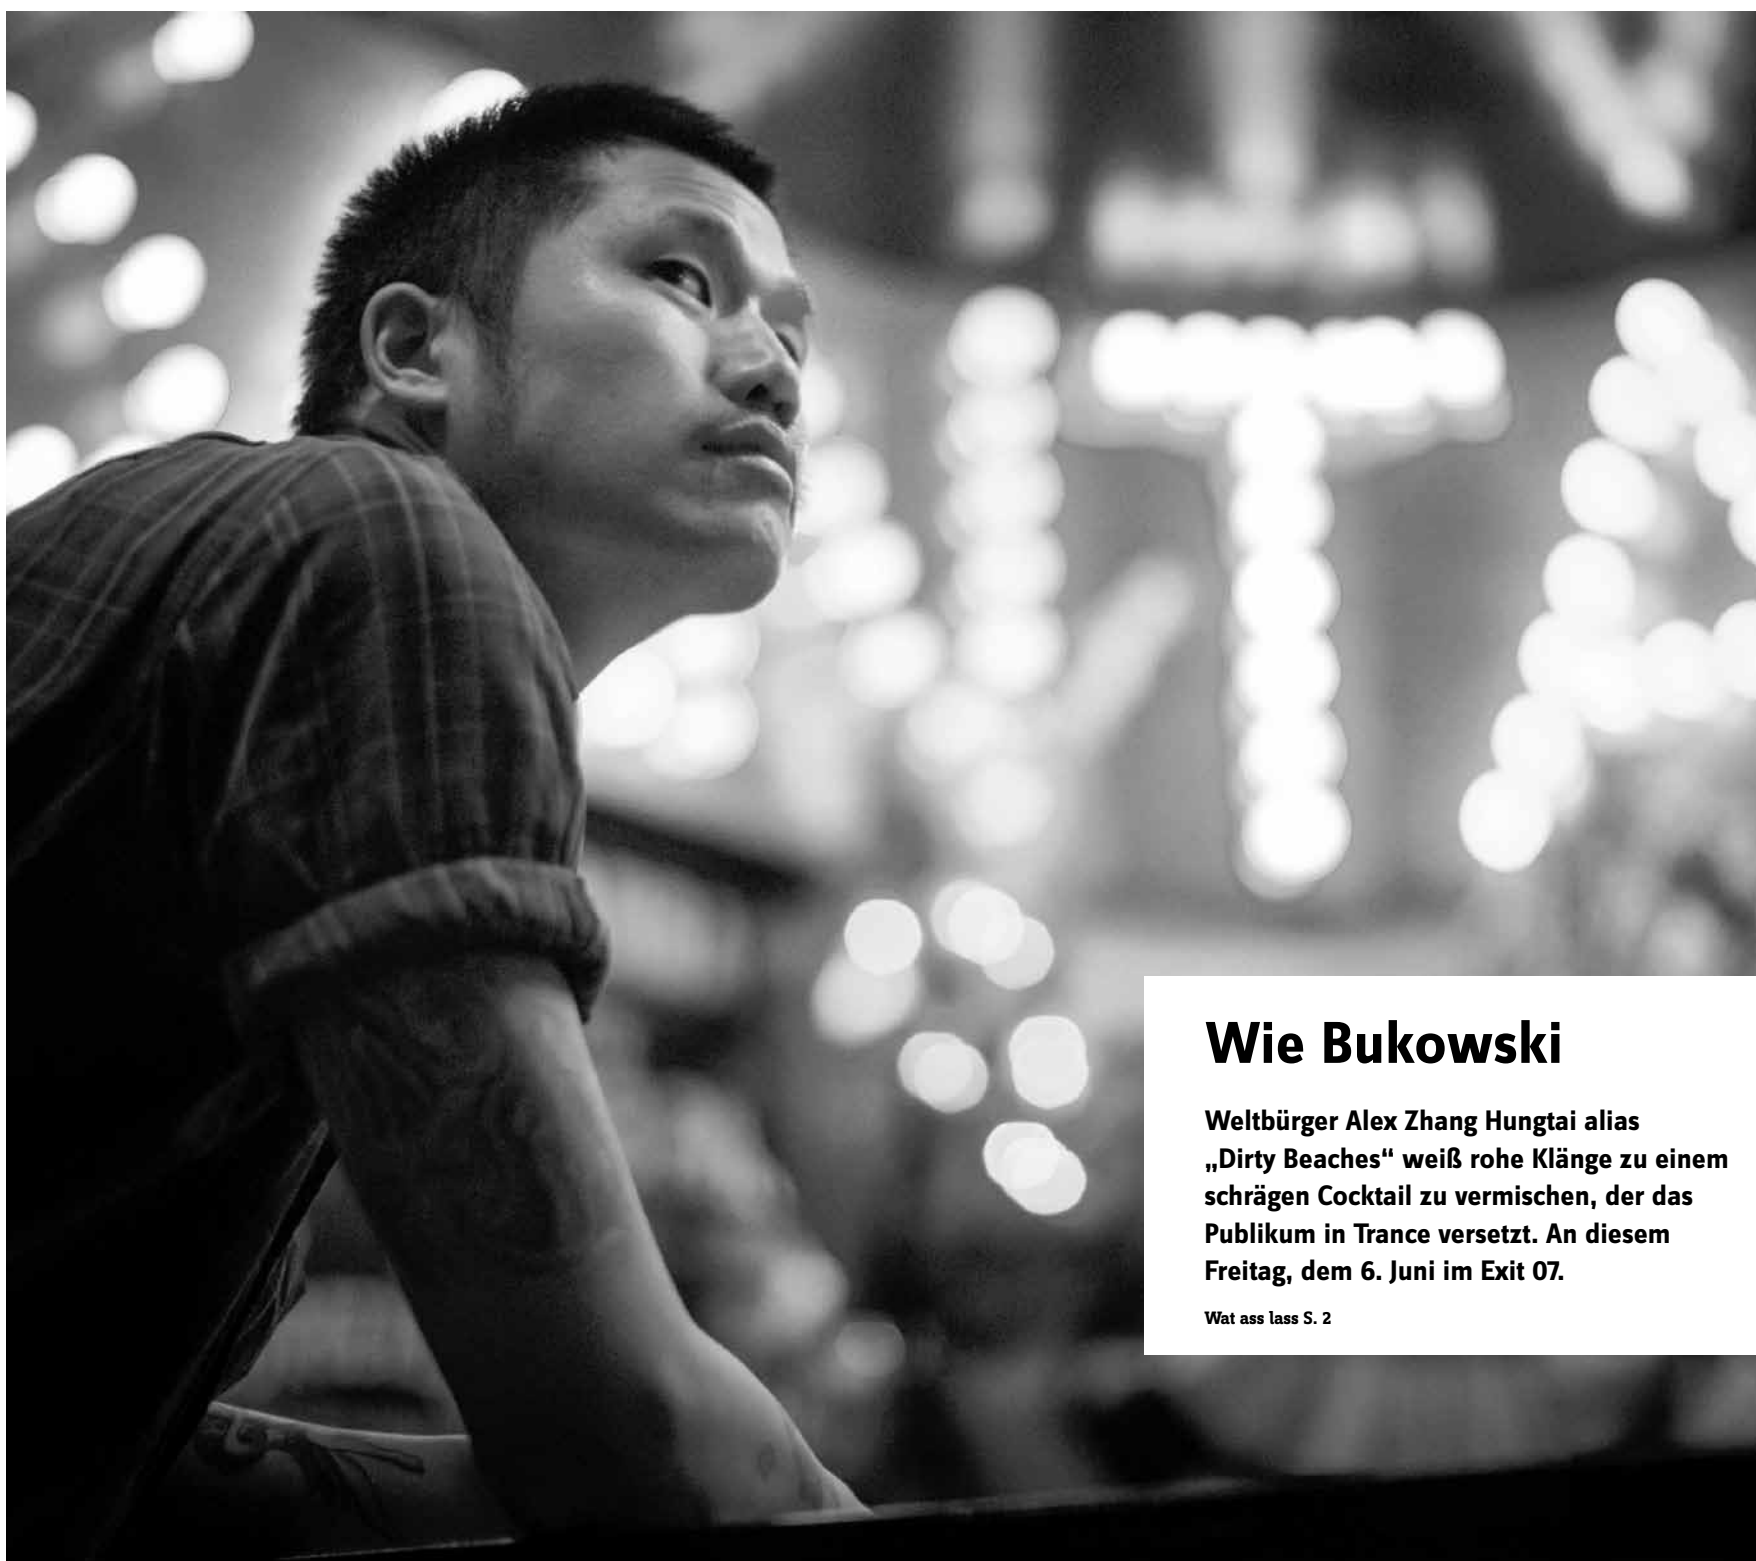 Wie Bukowski
Weltbürger Alex Zhang Hungtai alias
„Dirty Beaches“ weiß rohe Klänge zu einem
schrägen Cocktail zu vermischen, der das
Publikum in Trance versetzt. An diesem
Freitag, dem 6. Juni im Exit 07.
Wat ass lass S. 2